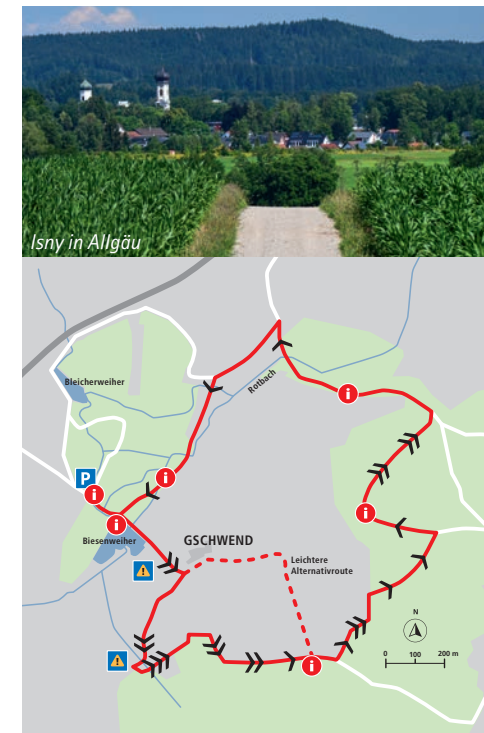 Isny in Allgäu
Bleicherweiher
Rotbach
P
i
i
i
i
i
i
Biesenweiher
GSCHWEND
Leichtere
Alternativroute
N
0 100 200 m